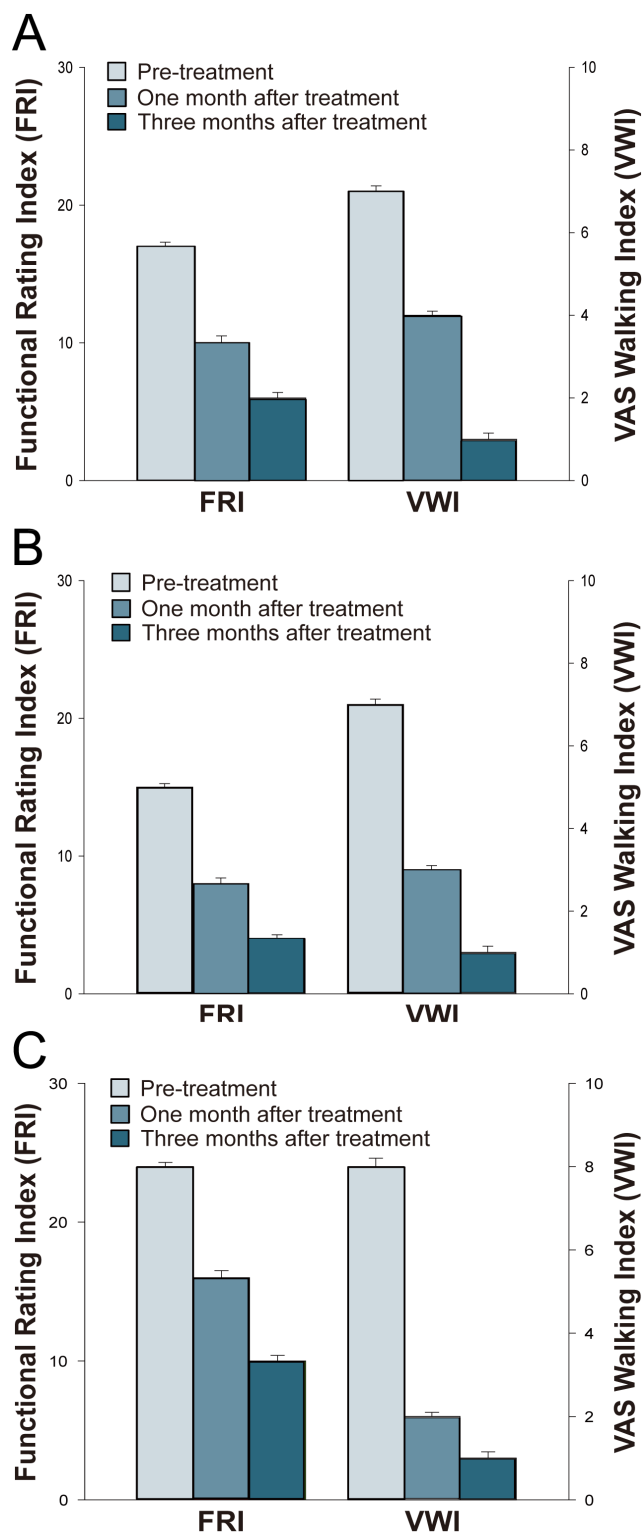 A
Functional Rating Index (FRI)
30
20
10
0
Pre-treatment
One month after treatment
Three months after treatment
10
8
6
4
2
0
VAS Walking Index (VWI)
FRI
VWI
B
Functional Rating Index (FRI)
30
20
10
0
Pre-treatment
One month after treatment
Three months after treatment
10
8
6
4
2
0
VAS Walking Index (VWI)
FRI
VWI
C
Functional Rating Index (FRI)
30
20
10
0
Pre-treatment
One month after treatment
Three months after treatment
10
8
6
4
2
0
VAS Walking Index (VWI)
FRI
VWI